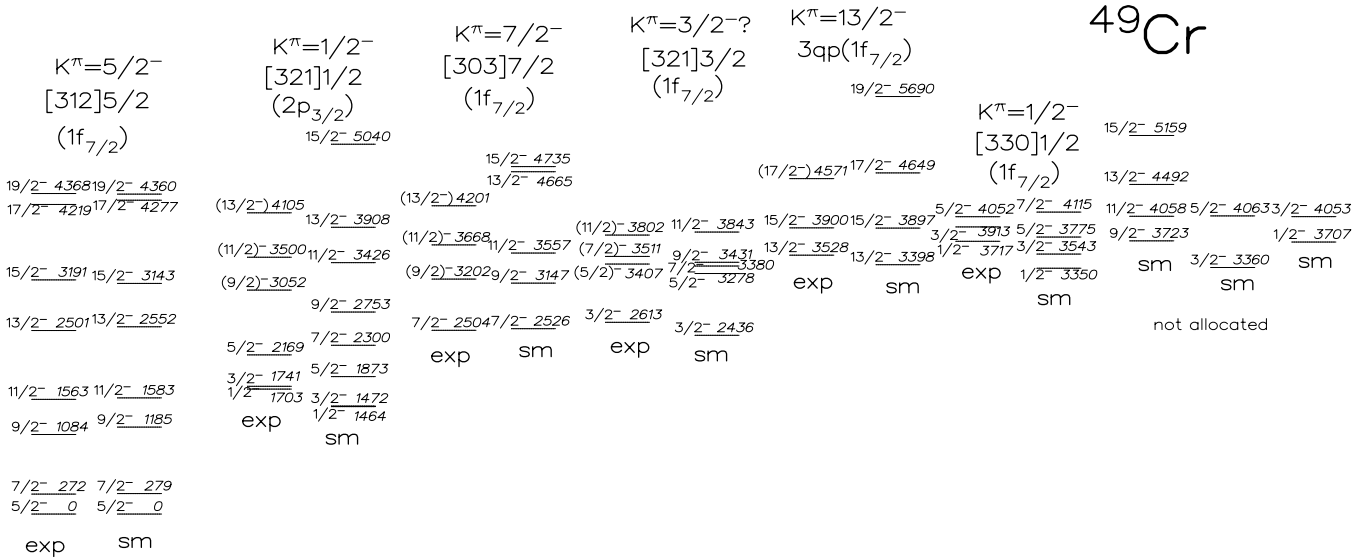 49Cr
K^π=5/2⁻
[312]5/2
(1f₇/₂)
19/2⁻ 4368
17/2⁻ 4219
15/2⁻ 3191
13/2⁻ 2501
11/2⁻ 1563
9/2⁻ 1084
7/2⁻ 272
5/2⁻ 0
exp
19/2⁻ 4360
17/2⁻ 4277
15/2⁻ 3143
13/2⁻ 2552
11/2⁻ 1583
9/2⁻ 1185
7/2⁻ 279
5/2⁻ 0
sm
K^π=1/2⁻
[321]1/2
(2p₃/₂)
(13/2⁻) 4105
(11/2)⁻ 3500
(9/2)⁻ 3052
5/2⁻ 2169
3/2⁻ 1741
1/2⁻ 1703
exp
15/2⁻ 5040
13/2⁻ 3908
11/2⁻ 3426
9/2⁻ 2753
7/2⁻ 2300
5/2⁻ 1873
3/2⁻ 1472
1/2⁻ 1464
sm
K^π=7/2⁻
[303]7/2
(1f₇/₂)
(13/2⁻) 4201
(11/2)⁻ 3668
(9/2)⁻ 3202
7/2⁻ 2504
exp
15/2⁻ 4735
13/2⁻ 4665
11/2⁻ 3557
9/2⁻ 3147
7/2⁻ 2526
sm
K^π=3/2⁻?
[321]3/2
(1f₇/₂)
(11/2)⁻ 3802
(7/2)⁻ 3511
(5/2)⁻ 3407
3/2⁻ 2613
exp
11/2⁻ 3843
9/2⁻ 3431
7/2⁻ 3380
5/2⁻ 3278
3/2⁻ 2436
sm
K^π=13/2⁻
3qp(1f₇/₂)
(17/2⁻) 4571
15/2⁻ 3900
13/2⁻ 3528
exp
19/2⁻ 5690
17/2⁻ 4649
15/2⁻ 3897
13/2⁻ 3398
sm
K^π=1/2⁻
[330]1/2
(1f₇/₂)
5/2⁻ 4052
3/2⁻ 3913
1/2⁻ 3717
exp
7/2⁻ 4115
5/2⁻ 3775
3/2⁻ 3543
1/2⁻ 3350
sm
15/2⁻ 5159
13/2⁻ 4492
11/2⁻ 4058
9/2⁻ 3723
sm
5/2⁻ 4063
3/2⁻ 3360
sm
3/2⁻ 4053
1/2⁻ 3707
sm
not allocated